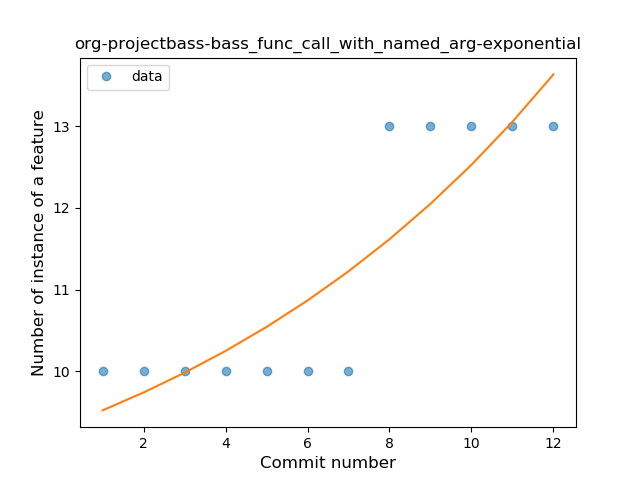 org-projectbass-bass_func_call_with_named_arg-exponential
data
Number of instance of a feature
13
12
11
10
2
4
6
8
10
12
Commit number